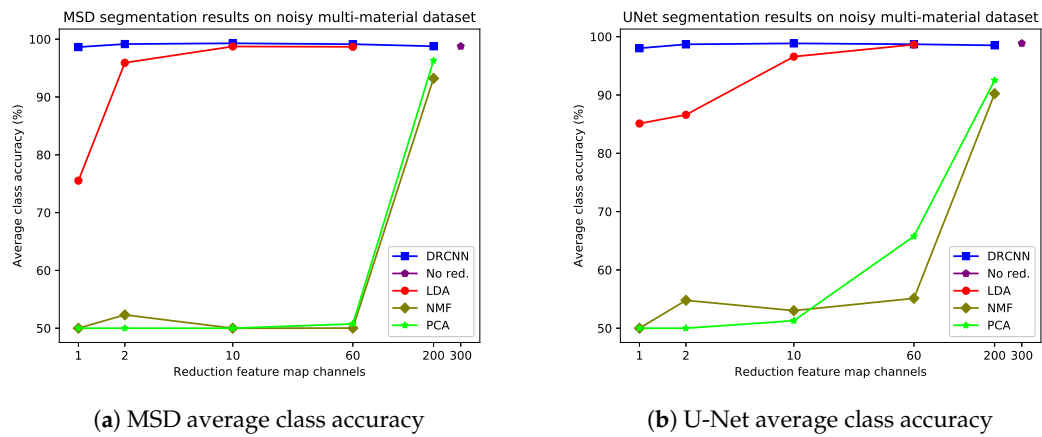 MSD segmentation results on noisy multi-material dataset
100
90
80
70
60
50
Average class accuracy (%)
DRCNN
No red.
LDA
NMF
PCA
1 2 10 60 200 300
Reduction feature map channels
(a) MSD average class accuracy
UNet segmentation results on noisy multi-material dataset
100
90
80
70
60
50
Average class accuracy (%)
DRCNN
No red.
LDA
NMF
PCA
1 2 10 60 200 300
Reduction feature map channels
(b) U-Net average class accuracy